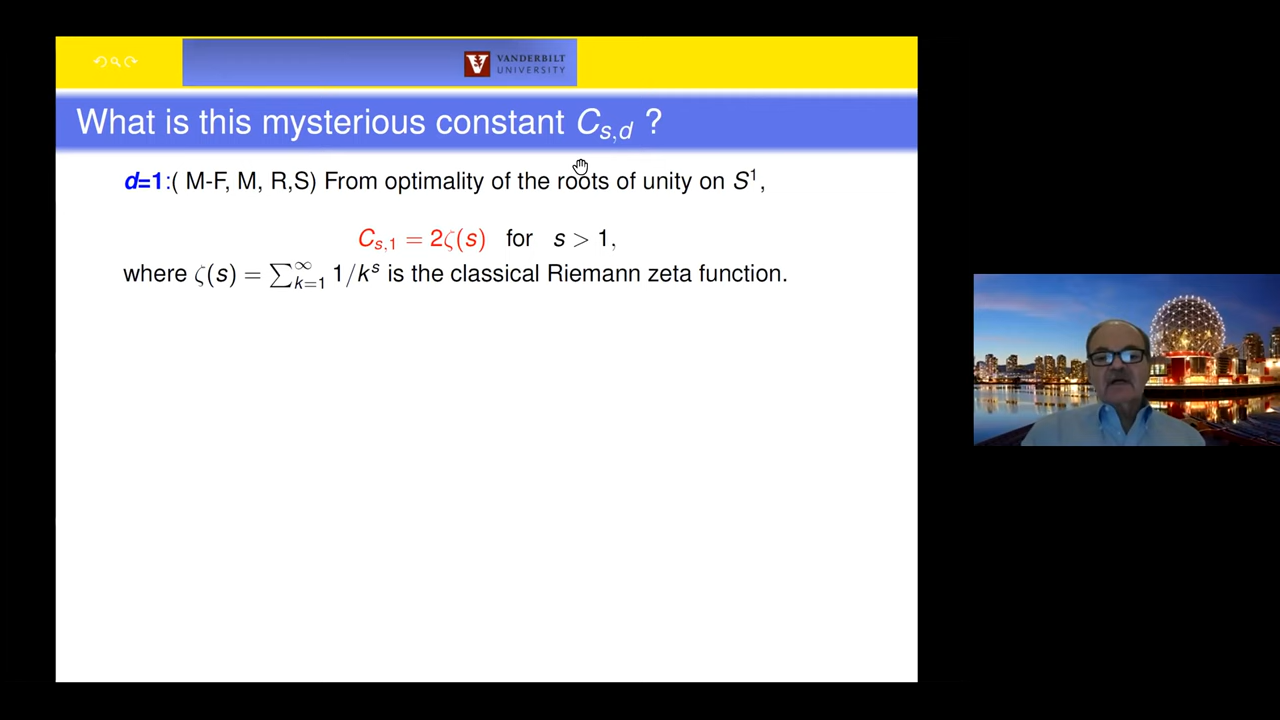 VANDERBILT
UNIVERSITY
What is this mysterious constant C_{s,d} ?
d=1:( M-F, M, R,S) From optimality of the roots of unity on S^1,
C_{s,1} = 2ζ(s) for s > 1,
where ζ(s) = ∑_{k=1}^{∞} 1/k^s is the classical Riemann zeta function.